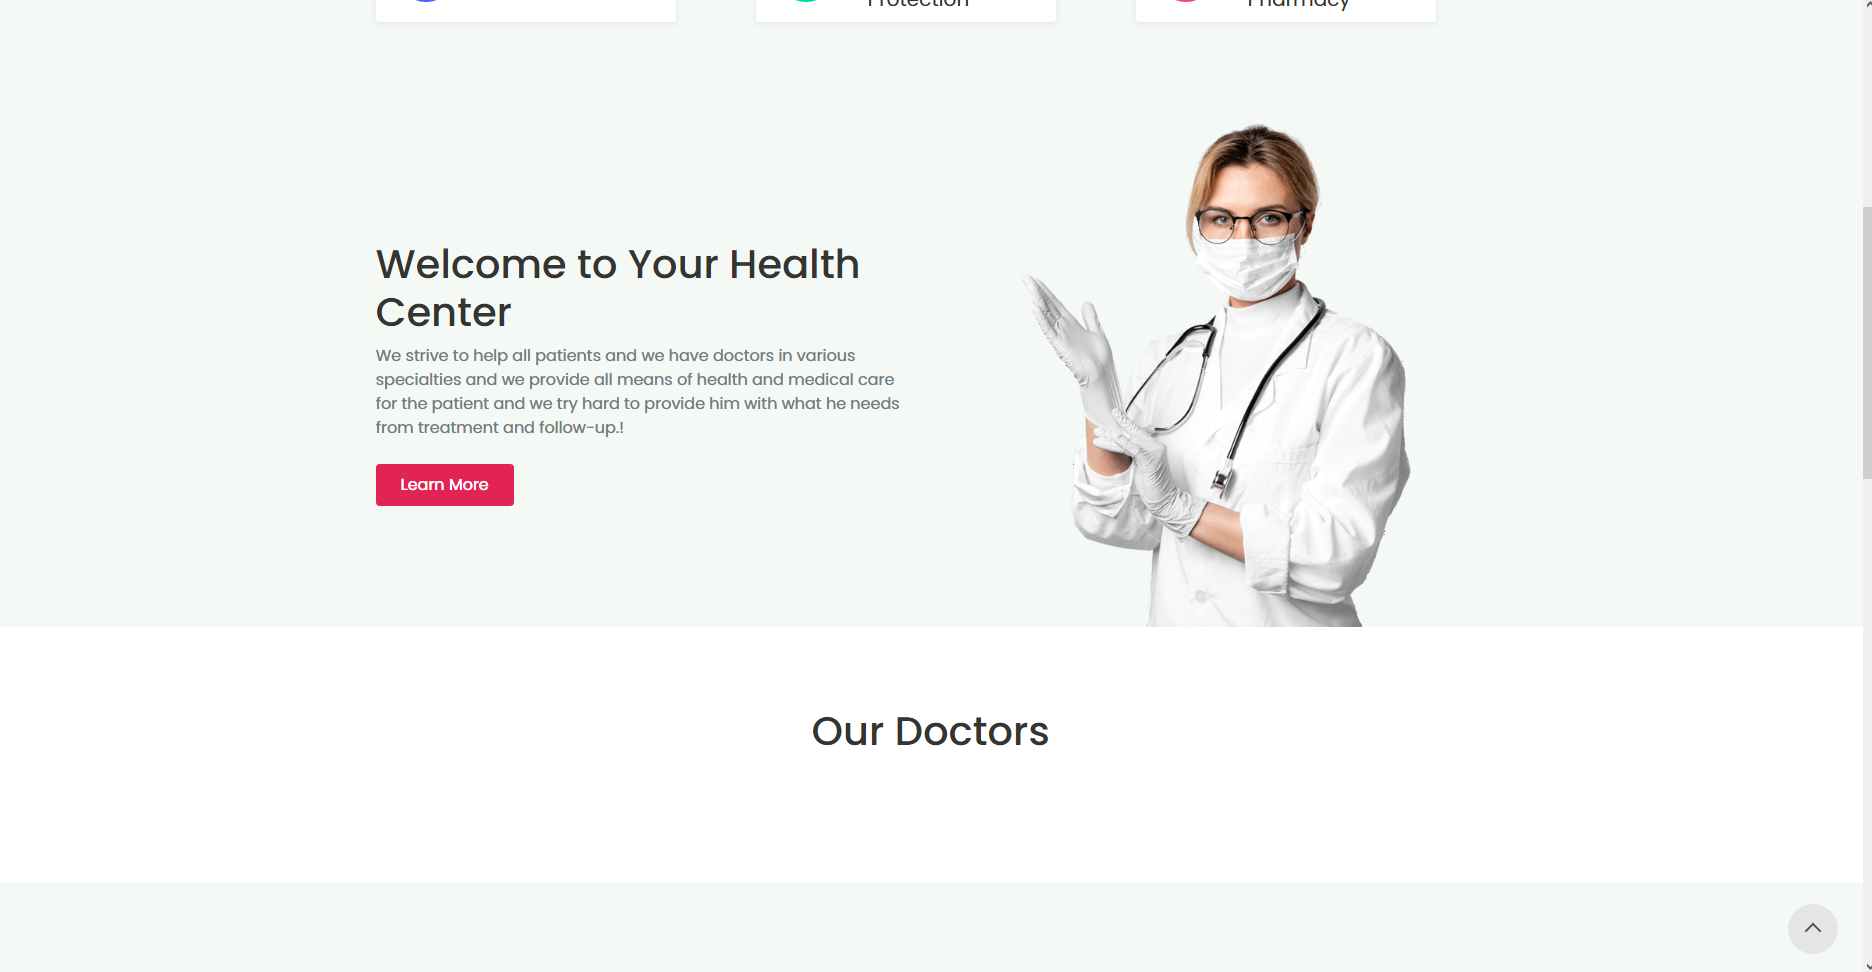 Protection
Pharmacy
Welcome to Your Health
Center
We strive to help all patients and we have doctors in various
specialties and we provide all means of health and medical care
for the patient and we try hard to provide him with what he needs
from treatment and follow-up.!
Learn More
Our Doctors